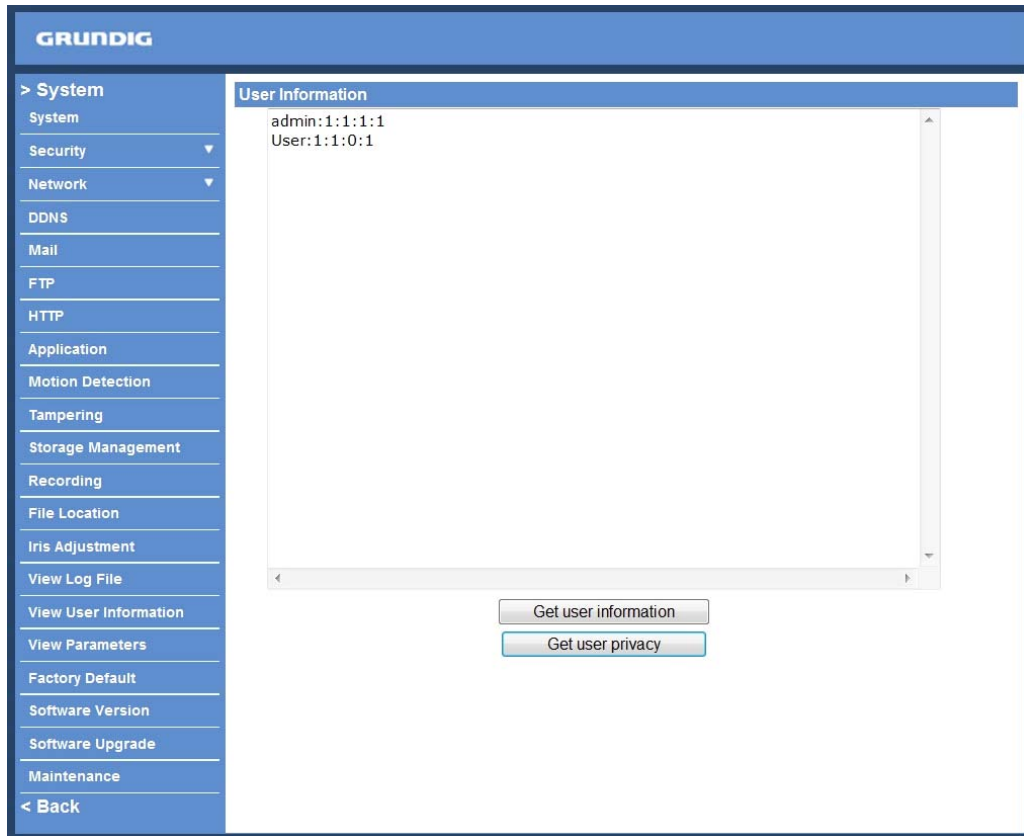 GRUNDIG
> System
System
Security
Network
DDNS
Mail
FTP
HTTP
Application
Motion Detection
Tampering
Storage Management
Recording
File Location
Iris Adjustment
View Log File
View User Information
View Parameters
Factory Default
Software Version
Software Upgrade
Maintenance
< Back
User Information
admin:1:1:1:1
User:1:1:0:1
Get user information
Get user privacy